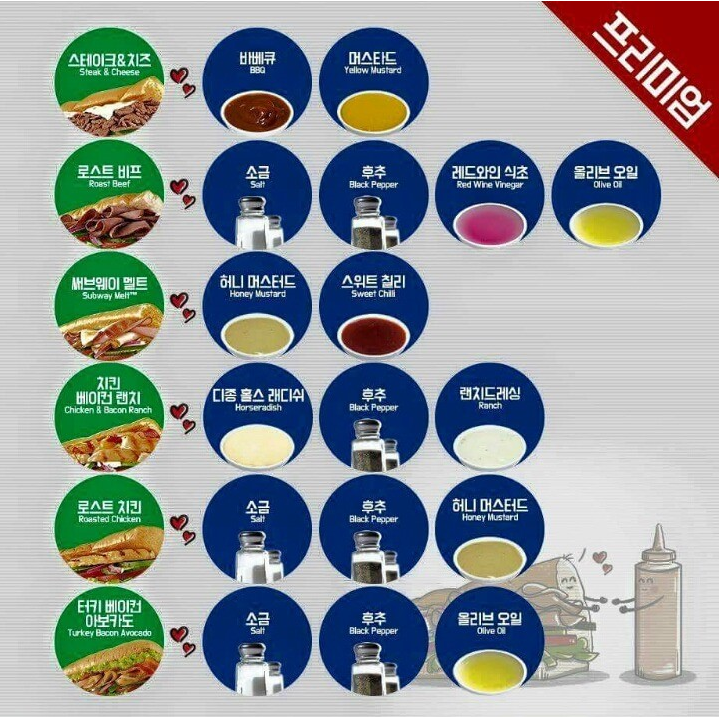 프리미엄
스테이크&치즈
Steak & Cheese
바베큐
BBQ
머스타드
Yellow Mustard
로스트 비프
Roast Beef
소금
Salt
후추
Black Pepper
레드와인 식초
Red Wine Vinegar
올리브 오일
Olive Oil
써브웨이 멜트
Subway Melt™
허니 머스터드
Honey Mustard
스위트 칠리
Sweet Chilli
치킨
베이컨 랜치
Chicken & Bacon Ranch
디종 홀스 래디쉬
Horseradish
후추
Black Pepper
랜치드레싱
Ranch
로스트 치킨
Roasted Chicken
소금
Salt
후추
Black Pepper
허니 머스터드
Honey Mustard
터키 베이컨
아보카도
Turkey Bacon Avocado
소금
Salt
후추
Black Pepper
올리브 오일
Olive Oil